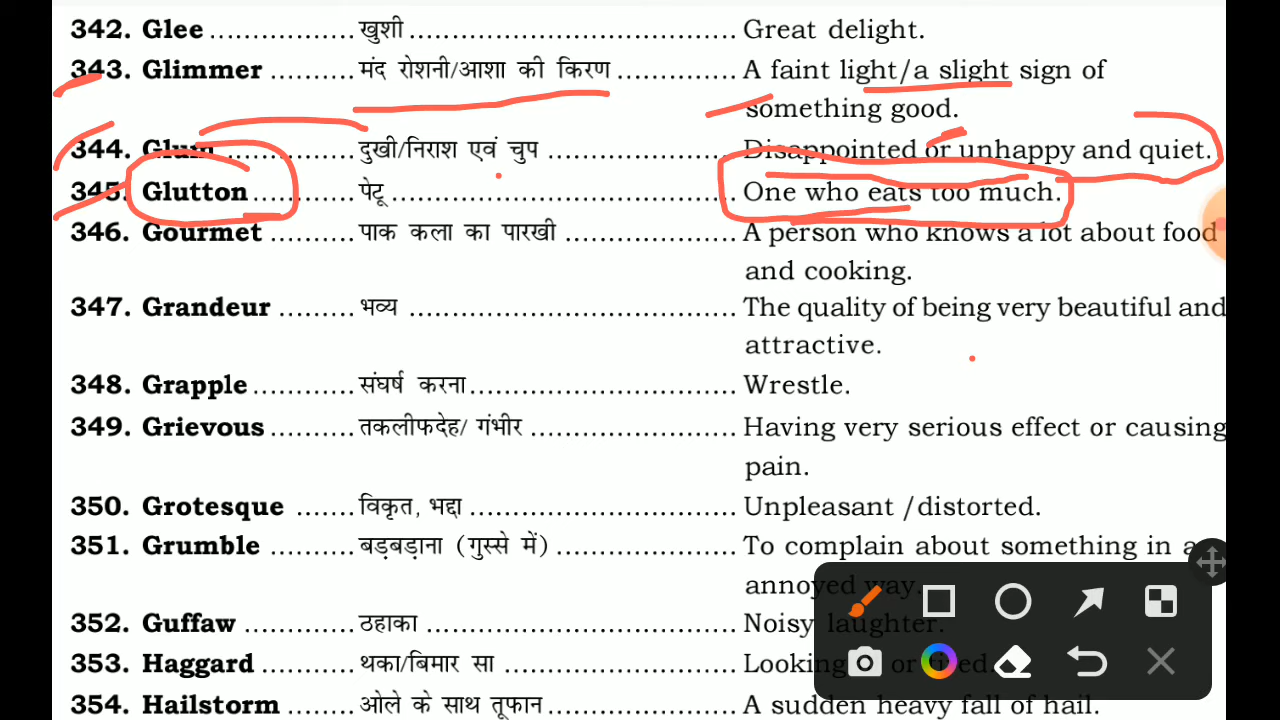 342. Glee ................ खुशी ...................................... Great delight.
343. Glimmer .......... मंद रोशनी/आशा की किरण .............. A faint light/a slight sign of
something good.
344. Glum ............... दुखी/निराश एवं चुप ...................... Disappointed or unhappy and quiet.
345. Glutton ............ पेटू ......................................... One who eats too much.
346. Gourmet ........... पाक कला का पारखी .................... A person who knows a lot about food
and cooking.
347. Grandeur ......... भव्य ....................................... The quality of being very beautiful and
attractive.
348. Grapple ............ संघर्ष करना ............................... Wrestle.
349. Grievous .......... तकलीफदेह/ गंभीर ........................ Having very serious effect or causing
pain.
350. Grotesque ....... विकृत, भद्दा ............................... Unpleasant /distorted.
351. Grumble .......... बड़बड़ाना (गुस्से में) ..................... To complain about something in a
annoyed way.
352. Guffaw ............. ठहाका .................................... Noisy laughter.
353. Haggard ........... थका/बिमार सा ............................ Looking or
354. Hailstorm ........ ओले के साथ तूफान ...................... A sudden heavy fall of hail.